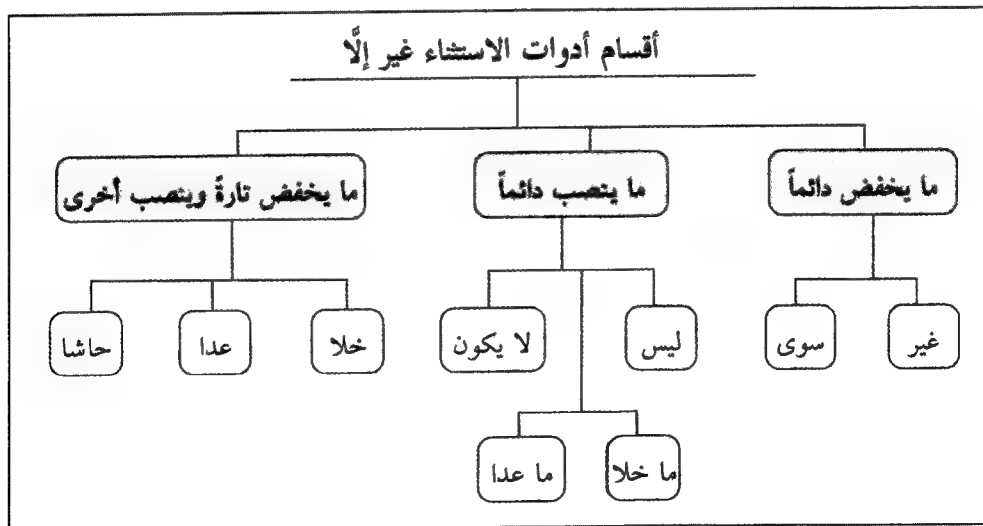 أقسام أدوات الاستثناء غير إلَّا
ما يخفض دائماً
ما ينصب دائماً
ما يخفض تارةً وينصب أخرى
غير
سوى
ليس
لا يكون
خلا
عدا
حاشا
ما خلا
ما عدا